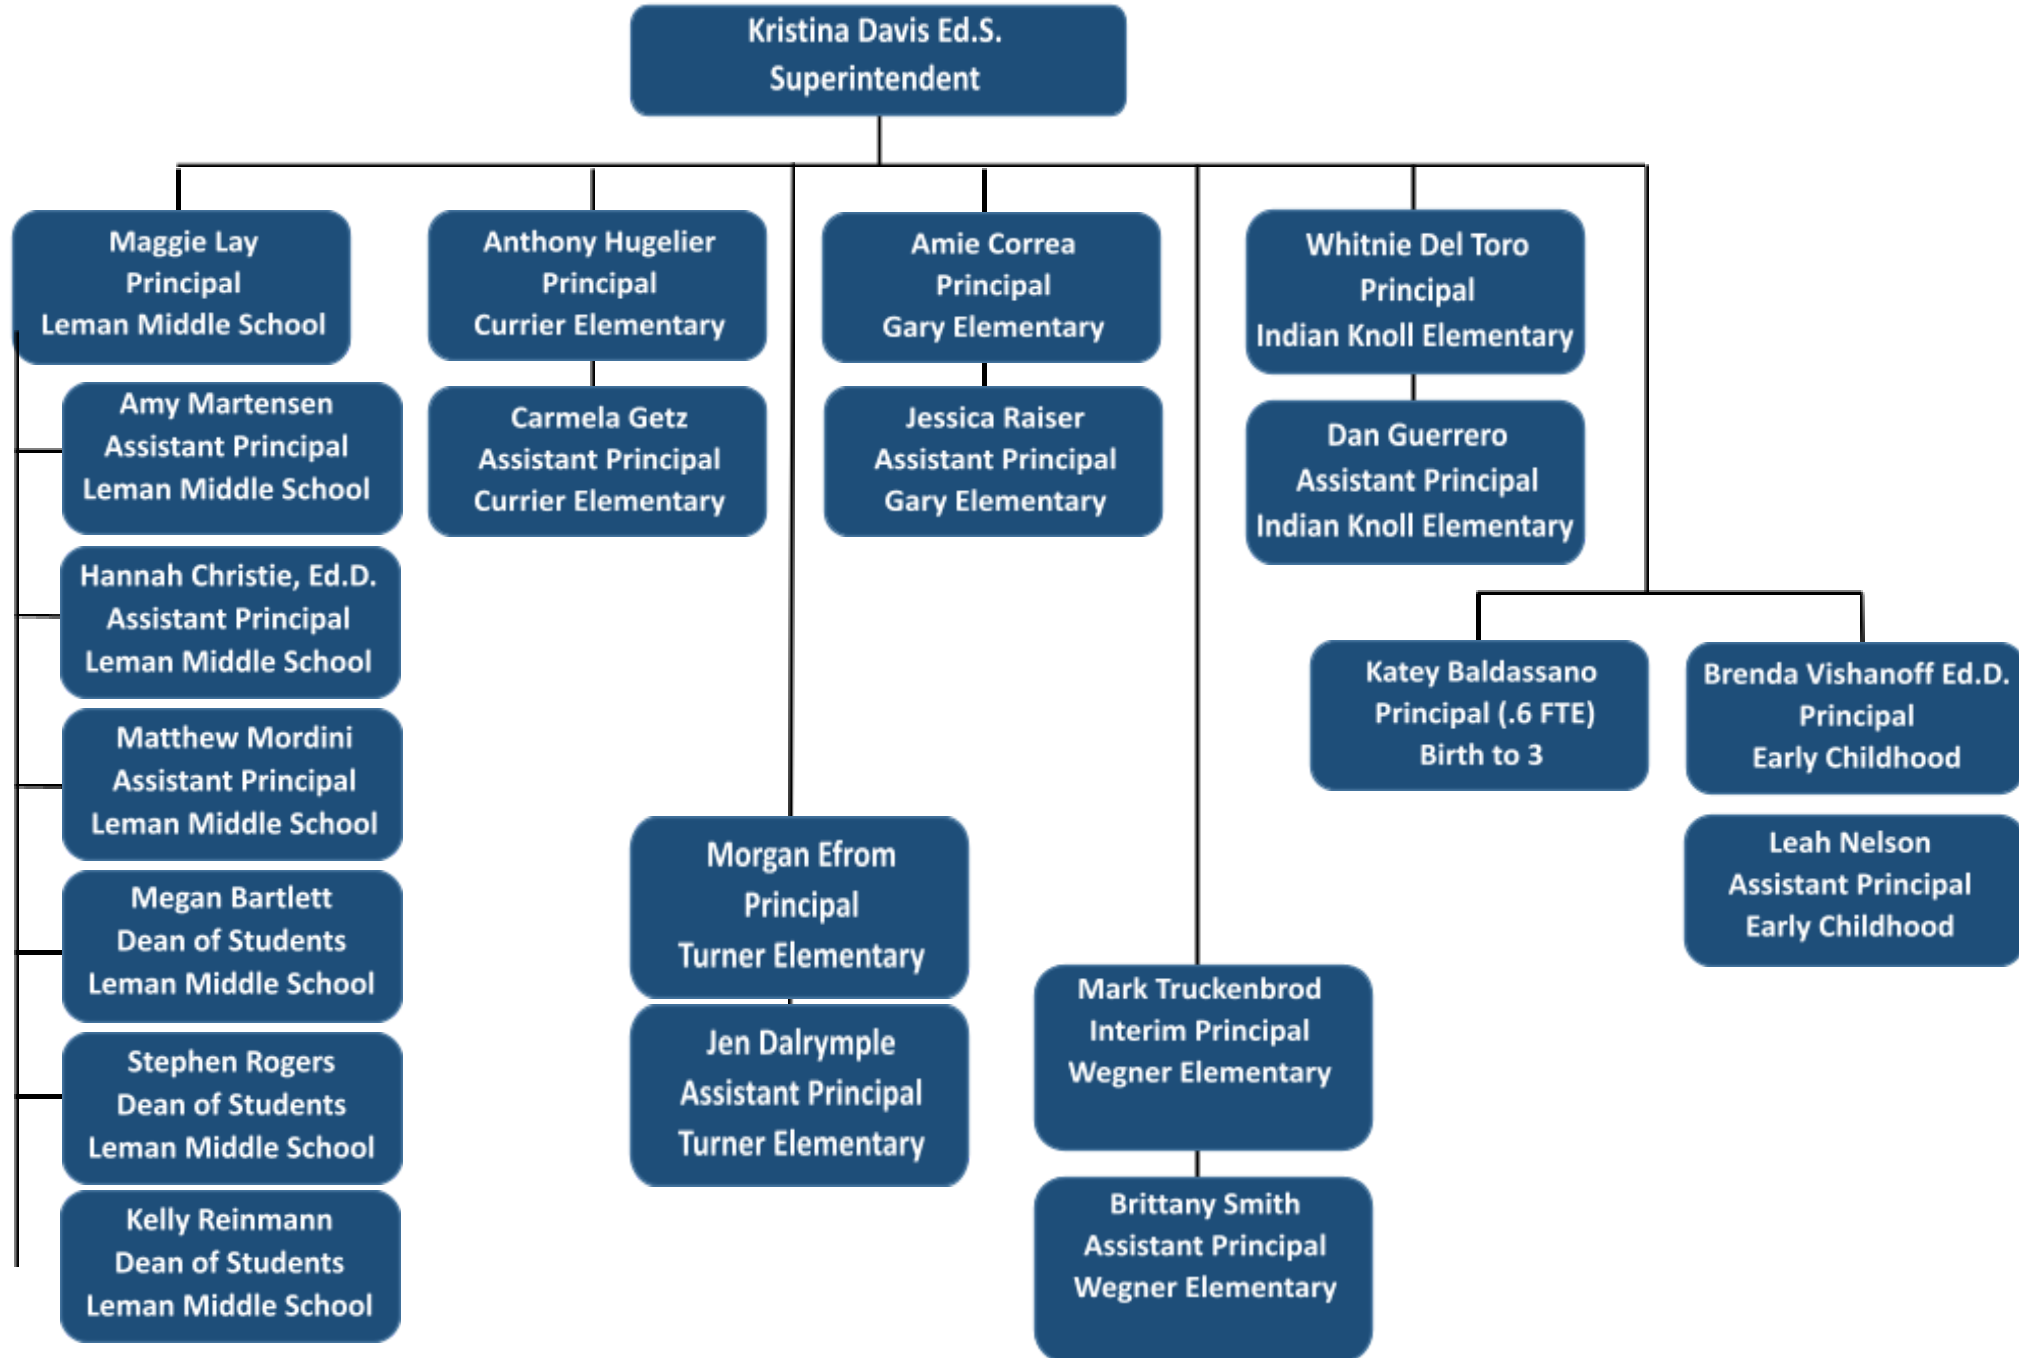 Kristina Davis Ed.S.
Superintendent
Maggie Lay
Principal
Leman Middle School
Amy Martensen
Assistant Principal
Leman Middle School
Hannah Christie, Ed.D.
Assistant Principal
Leman Middle School
Matthew Mordini
Assistant Principal
Leman Middle School
Megan Bartlett
Dean of Students
Leman Middle School
Stephen Rogers
Dean of Students
Leman Middle School
Kelly Reinmann
Dean of Students
Leman Middle School
Anthony Hugelier
Principal
Currier Elementary
Carmela Getz
Assistant Principal
Currier Elementary
Morgan Efrom
Principal
Turner Elementary
Jen Dalrymple
Assistant Principal
Turner Elementary
Amie Correa
Principal
Gary Elementary
Jessica Raiser
Assistant Principal
Gary Elementary
Mark Truckenbrod
Interim Principal
Wegner Elementary
Brittany Smith
Assistant Principal
Wegner Elementary
Whitnie Del Toro
Principal
Indian Knoll Elementary
Dan Guerrero
Assistant Principal
Indian Knoll Elementary
Katey Baldassano
Principal (.6 FTE)
Birth to 3
Brenda Vishanoff Ed.D.
Principal
Early Childhood
Leah Nelson
Assistant Principal
Early Childhood